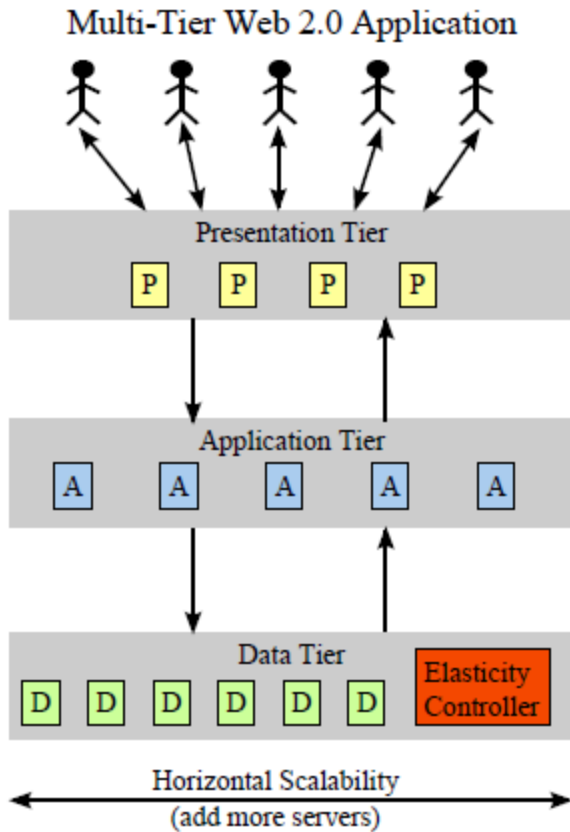 Multi-Tier Web 2.0 Application
Presentation Tier
P P P P
Application Tier
A A A A A
Data Tier
D D D D D D
Elasticity
Controller
Horizontal Scalability
(add more servers)